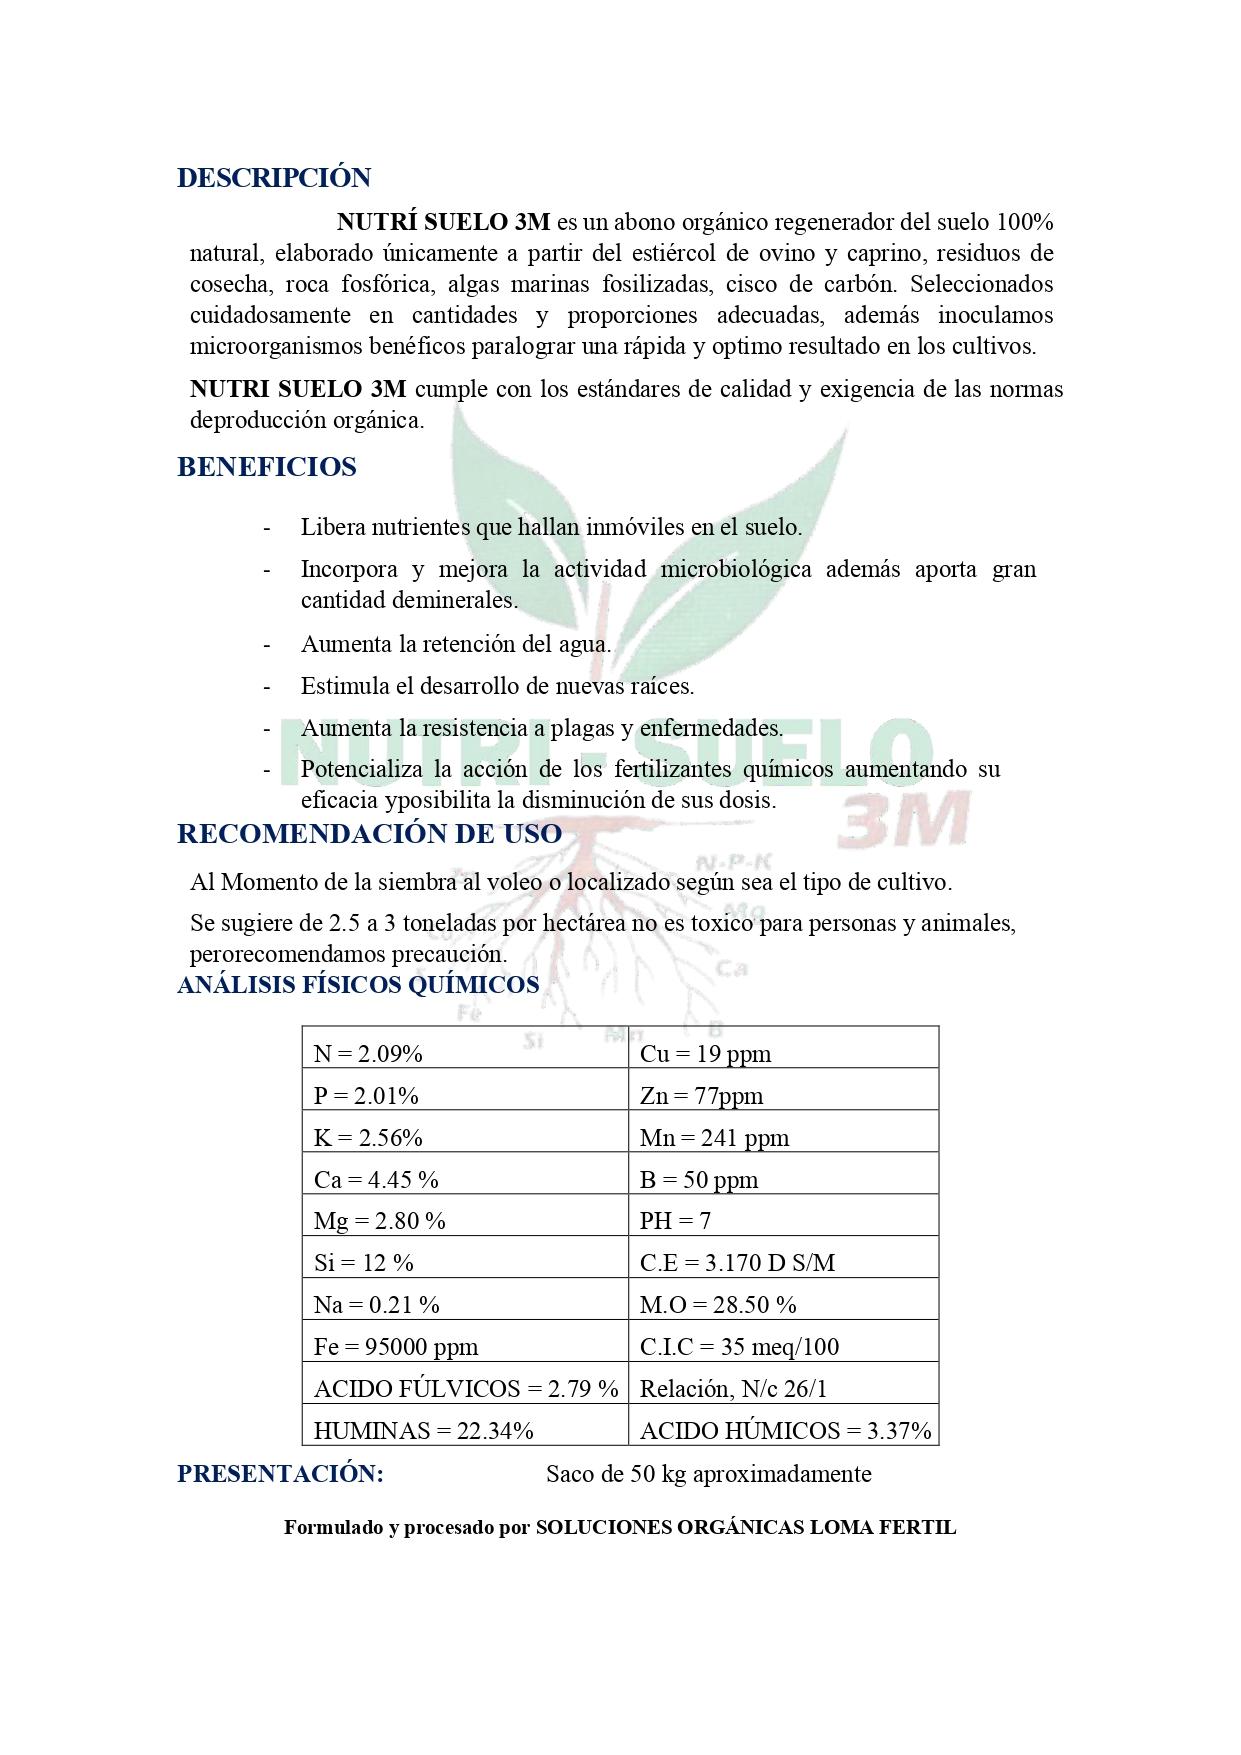 DESCRIPCIÓN
NUTRÍ SUELO 3M es un abono orgánico regenerador del suelo 100%
natural, elaborado únicamente a partir del estiércol de ovino y caprino, residuos de
cosecha, roca fosfórica, algas marinas fosilizadas, cisco de carbón. Seleccionados
cuidadosamente en cantidades y proporciones adecuadas, además inoculamos
microorganismos benéficos paralograr una rápida y optimo resultado en los cultivos.
NUTRI SUELO 3M cumple con los estándares de calidad y exigencia de las normas
deproducción orgánica.
BENEFICIOS
- Libera nutrientes que hallan inmóviles en el suelo.
- Incorpora y mejora la actividad microbiológica además aporta gran
cantidad deminerales.
- Aumenta la retención del agua.
- Estimula el desarrollo de nuevas raíces.
NUTRI - SUELO
- Aumenta la resistencia a plagas y enfermedades.
- Potencializa la acción de los fertilizantes químicos aumentando su
eficacia yposibilita la disminución de sus dosis.
3M
RECOMENDACIÓN DE USO
N-P-K
Al Momento de la siembra al voleo o localizado según sea el tipo de cultivo.
Mg
Se sugiere de 2.5 a 3 toneladas por hectárea no es toxico para personas y animales,
perorecomendamos precaución.
Ca
ANÁLISIS FÍSICOS QUÍMICOS
Fe
Si
Mn
B
N = 2.09%
Cu = 19 ppm
P = 2.01%
Zn = 77ppm
K = 2.56%
Mn = 241 ppm
Ca = 4.45 %
B = 50 ppm
Mg = 2.80 %
PH = 7
Si = 12 %
C.E = 3.170 D S/M
Na = 0.21 %
M.O = 28.50 %
Fe = 95000 ppm
C.I.C = 35 meq/100
ACIDO FÚLVICOS = 2.79 %
Relación, N/c 26/1
HUMINAS = 22.34%
ACIDO HÚMICOS = 3.37%
PRESENTACIÓN: Saco de 50 kg aproximadamente
Formulado y procesado por SOLUCIONES ORGÁNICAS LOMA FERTIL